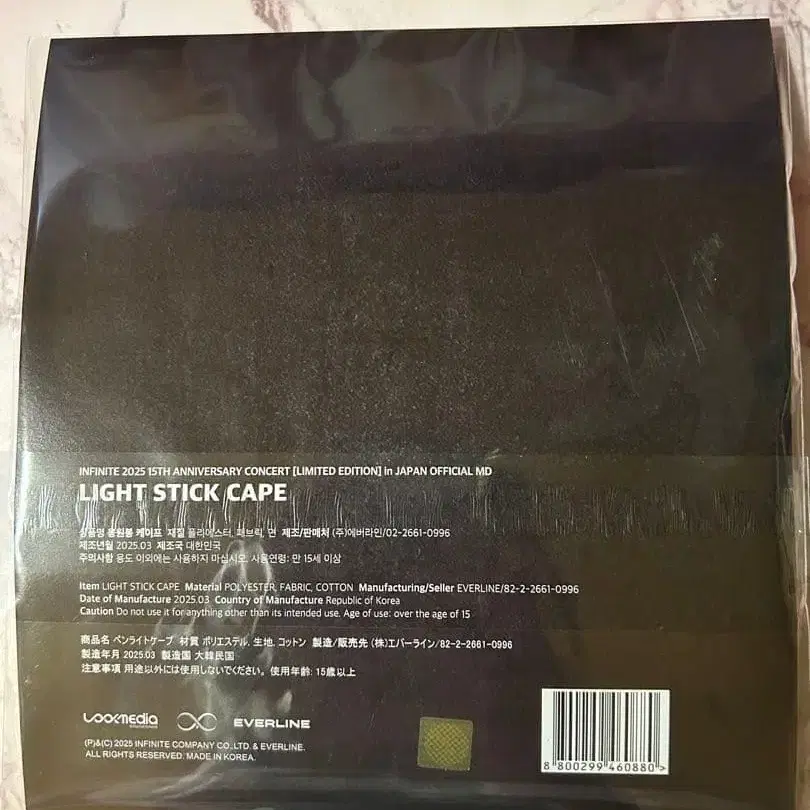 INFINITE 2025 15TH ANNIVERSARY CONCERT [LIMITED EDITION] in JAPAN OFFICIAL MD
LIGHT STICK CAPE
상품명 응원봉 케이프 재질 폴리에스터, 패브릭, 면 제조/판매처 (주)에버라인/02-2661-0996
제조년월 2025.03 제조국 대한민국
주의사항 용도 이외에는 사용하지 마십시오. 사용연령: 만 15세 이상
Item LIGHT STICK CAPE Material POLYESTER, FABRIC, COTTON Manufacturing/Seller EVERLINE/82-2-2661-0996
Date of Manufacture 2025.03 Country of Manufacture Republic of Korea
Caution Do not use it for anything other than its intended use. Age of use: over the age of 15
商品名 ペンライトケープ 材質 ポリエステル, 生地, コットン 製造/販売先 (株)エバーライン/82-2-2661-0996
製造年月 2025.03 製造国 大韓民国
注意事項 用途以外には使用しないでください。使用年齢: 15歳以上
LOOKMEDIA EVERLINE
(P)&(C) 2025 INFINITE COMPANY CO.,LTD. & EVERLINE.
ALL RIGHTS RESERVED. MADE IN KOREA.
8 800299 460880 >